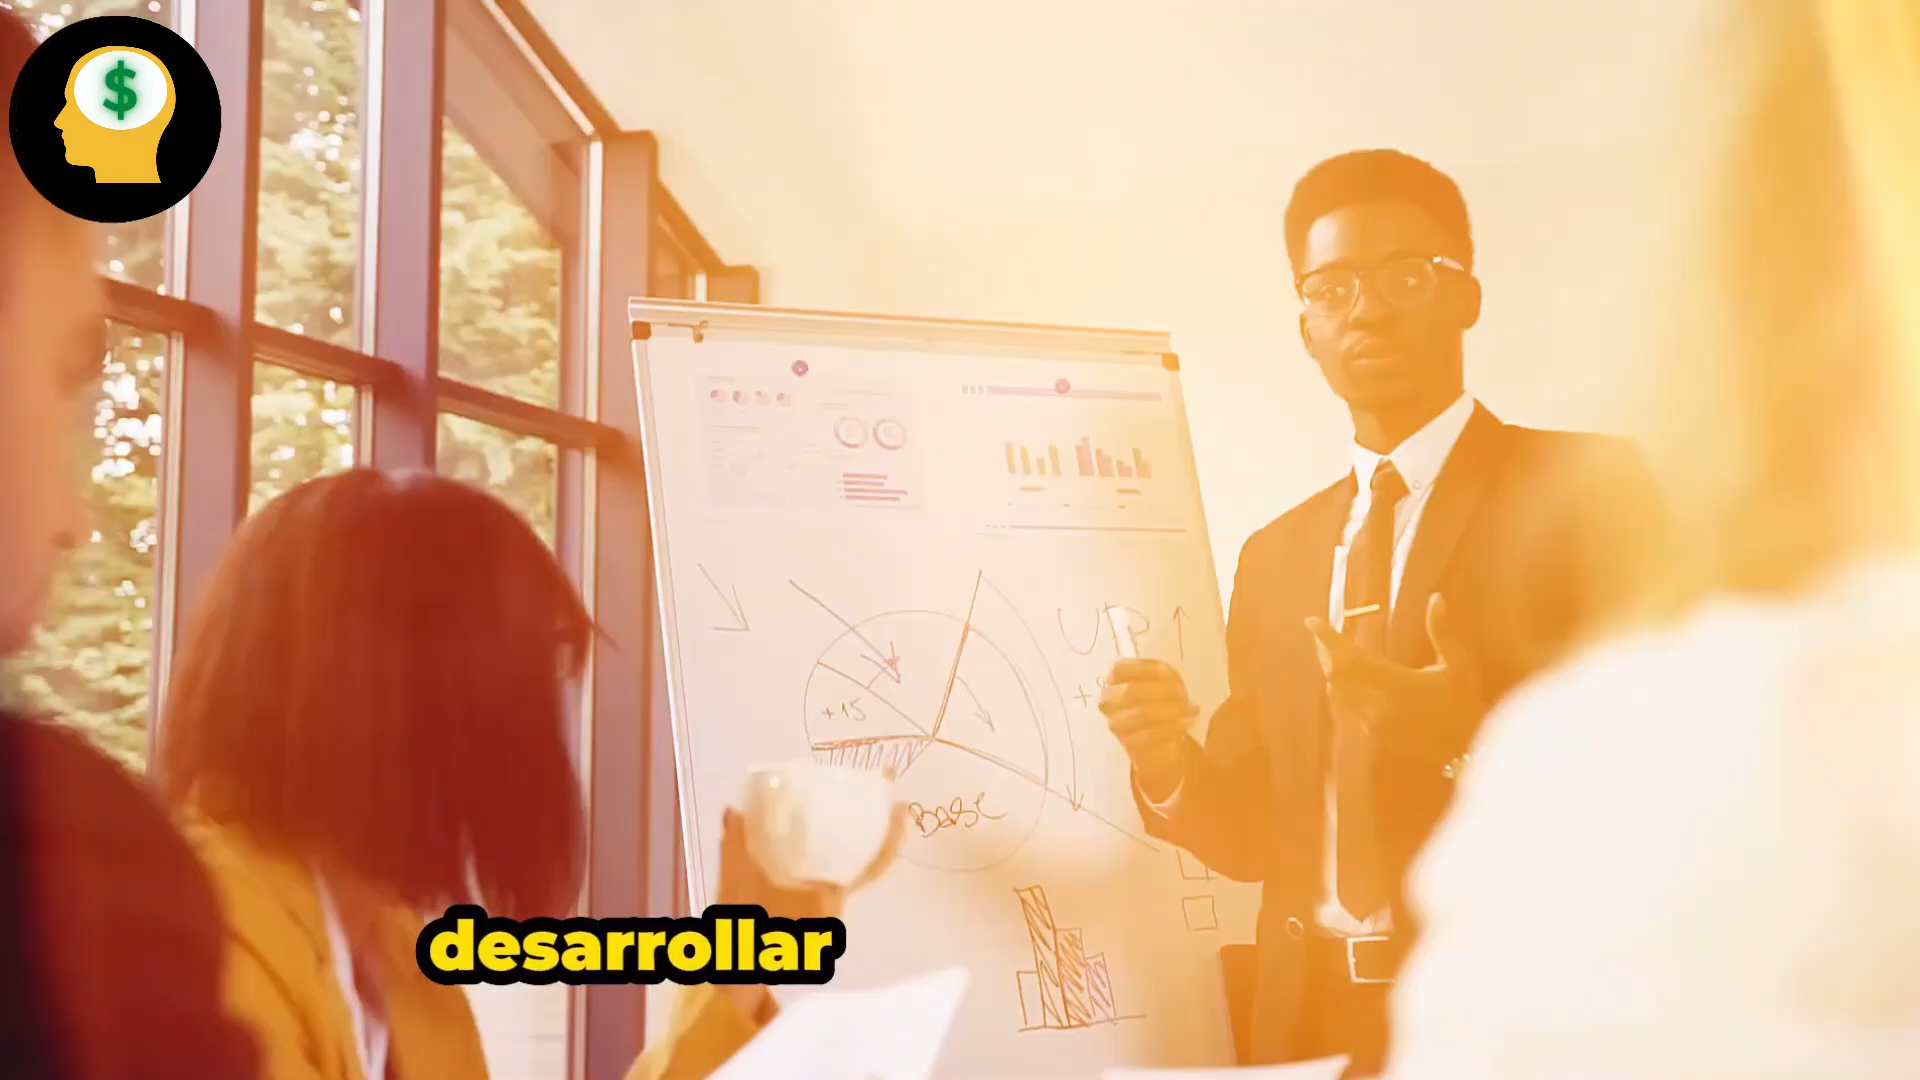 $
UP ↑
+15
BASE
desarrollar